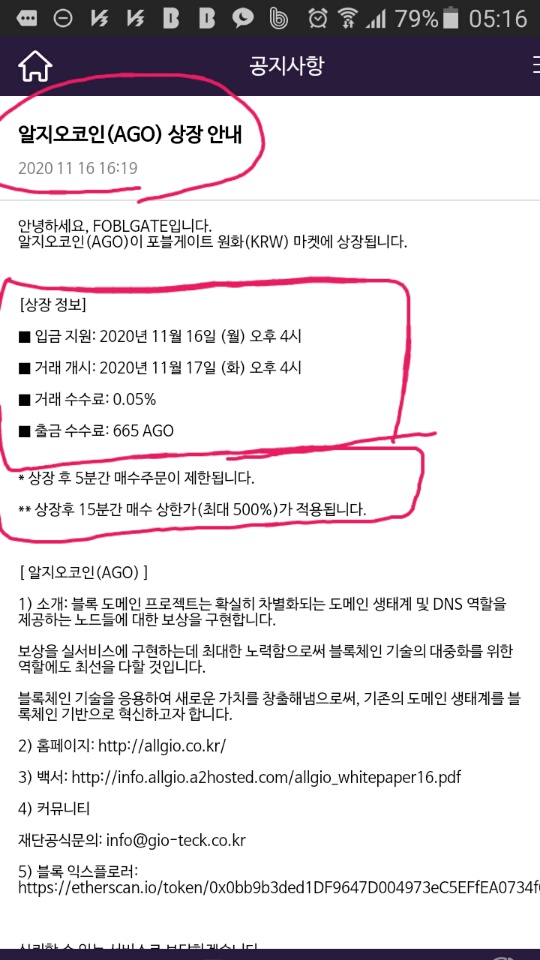 79% 05:16
공지사항
알지오코인(AGO) 상장 안내
2020 11 16 16:19
안녕하세요, FOBLGATE입니다.
알지오코인(AGO)이 포블게이트 원화(KRW) 마켓에 상장됩니다.
[상장 정보]
■ 입금 지원: 2020년 11월 16일 (월) 오후 4시
■ 거래 개시: 2020년 11월 17일 (화) 오후 4시
■ 거래 수수료: 0.05%
■ 출금 수수료: 665 AGO
* 상장 후 5분간 매수주문이 제한됩니다.
** 상장후 15분간 매수 상한가(최대 500%)가 적용됩니다.
[ 알지오코인(AGO) ]
1) 소개: 블록 도메인 프로젝트는 확실히 차별화되는 도메인 생태계 및 DNS 역할을
제공하는 노드들에 대한 보상을 구현합니다.
보상을 실서비스에 구현하는데 최대한 노력함으로써 블록체인 기술의 대중화를 위한
역할에도 최선을 다할 것입니다.
블록체인 기술을 응용하여 새로운 가치를 창출해냄으로써, 기존의 도메인 생태계를 블
록체인 기반으로 혁신하고자 합니다.
2) 홈페이지: http://allgio.co.kr/
3) 백서: http://info.allgio.a2hosted.com/allgio_whitepaper16.pdf
4) 커뮤니티
재단공식문의: info@gio-teck.co.kr
5) 블록 익스플로러:
https://etherscan.io/token/0x0bb9b3ded1DF9647D004973eC5EFfEA0734f